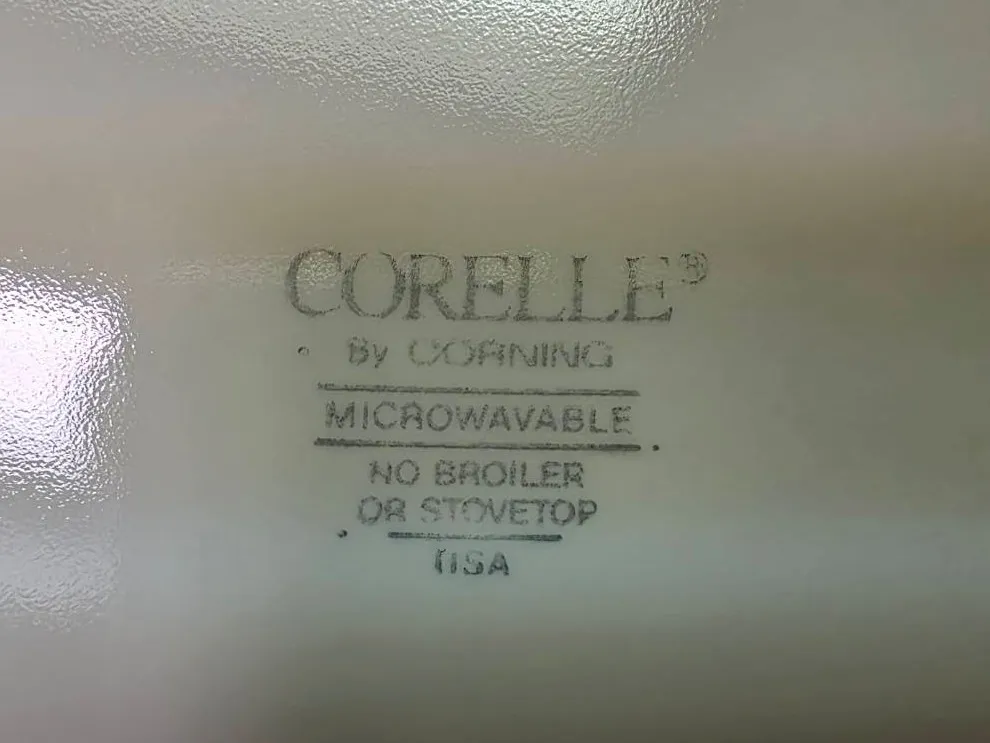 CORELLE®
By CORNING
MICROWAVABLE
NO BROILER
OR STOVETOP
USA